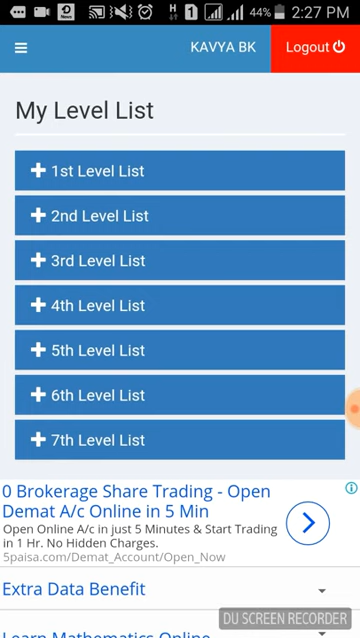 44% 2:27 PM
KAVYA BK Logout
My Level List
1st Level List
2nd Level List
3rd Level List
4th Level List
5th Level List
6th Level List
7th Level List
0 Brokerage Share Trading - Open
Demat A/c Online in 5 Min
Open Online A/c in just 5 Minutes & Start Trading
in 1 Hr. No Hidden Charges.
5paisa.com/Demat_Account/Open_Now
Extra Data Benefit
DU SCREEN RECORDER
Learn Mathematics Online